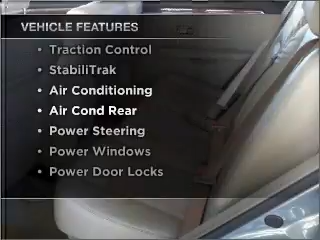 VEHICLE FEATURES
• Traction Control
• StabiliTrak
• Air Conditioning
• Air Cond Rear
• Power Steering
• Power Windows
• Power Door Locks